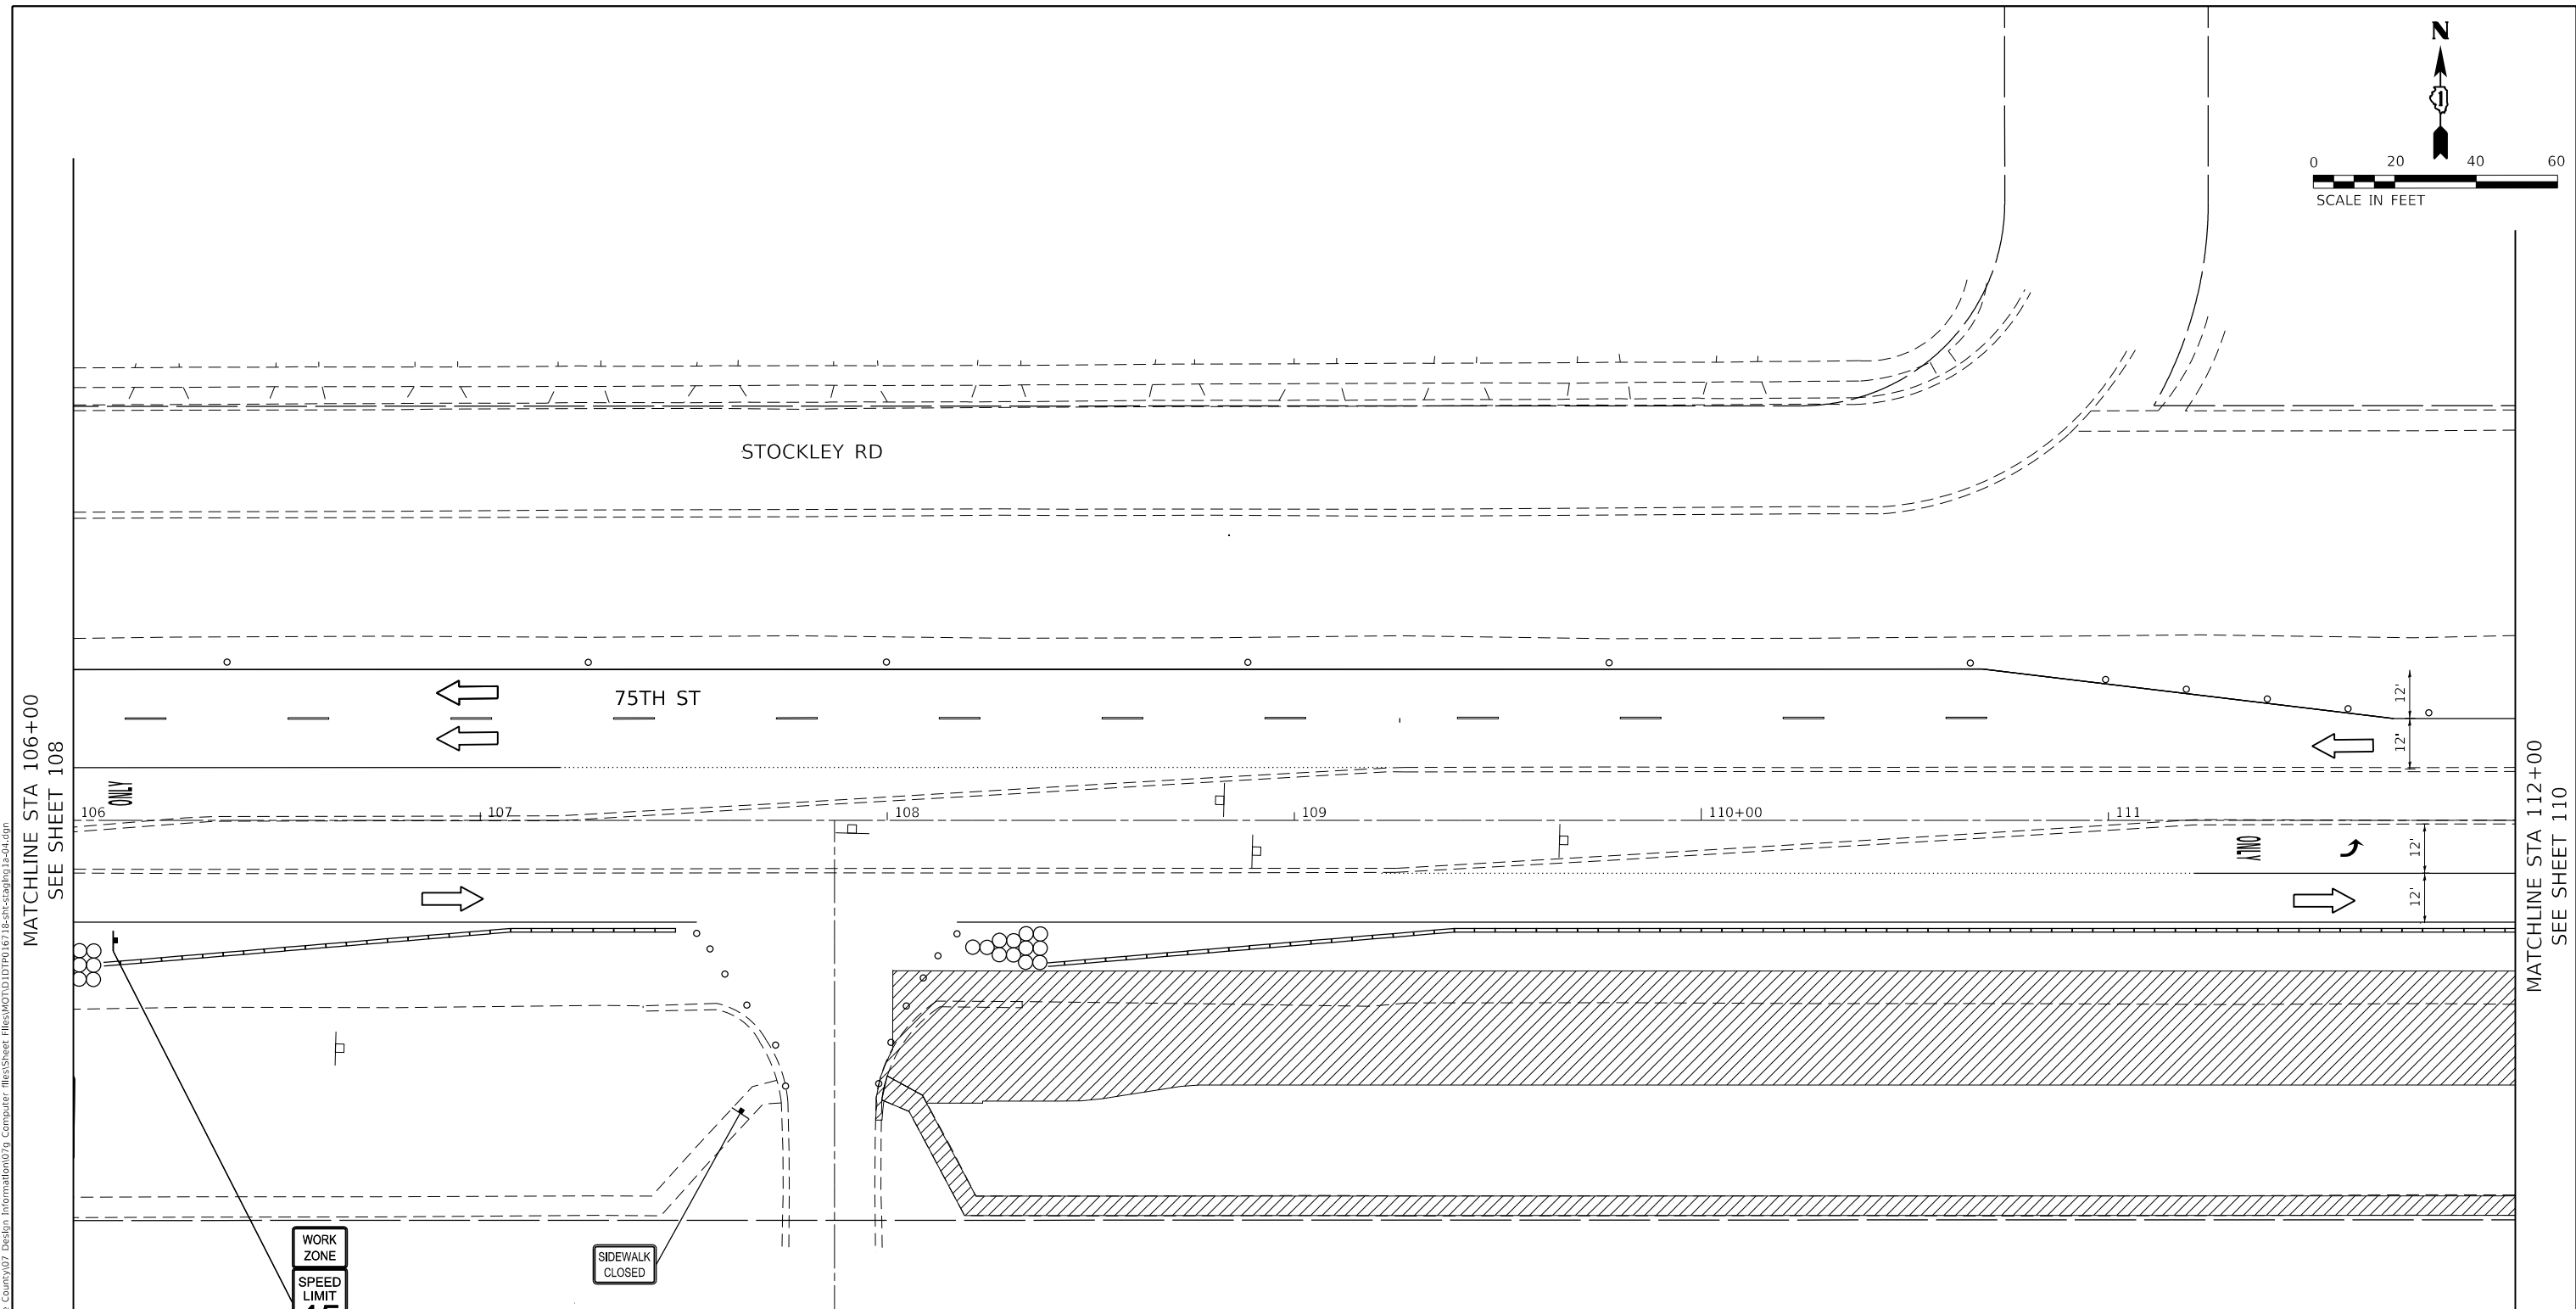 N
1
0 20 40 60
SCALE IN FEET
STOCKLEY RD
75TH ST
12'
12'
MATCHLINE STA 106+00
SEE SHEET 108
ONLY
106
107
108
109
110+00
111
ONLY
12'
12'
MATCHLINE STA 112+00
SEE SHEET 110
WORK
ZONE
SPEED
LIMIT
SIDEWALK
CLOSED